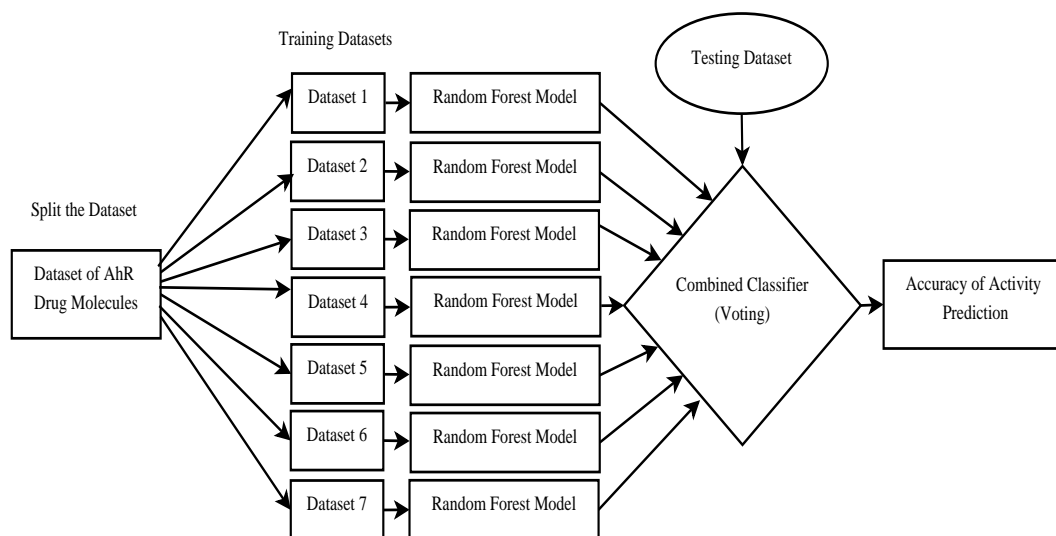 Training Datasets
Testing Dataset
Dataset 1
Random Forest Model
Dataset 2
Random Forest Model
Split the Dataset
Dataset 3
Random Forest Model
Dataset of AhR
Drug Molecules
Dataset 4
Random Forest Model
Combined Classifier
(Voting)
Accuracy of Activity
Prediction
Dataset 5
Random Forest Model
Dataset 6
Random Forest Model
Dataset 7
Random Forest Model